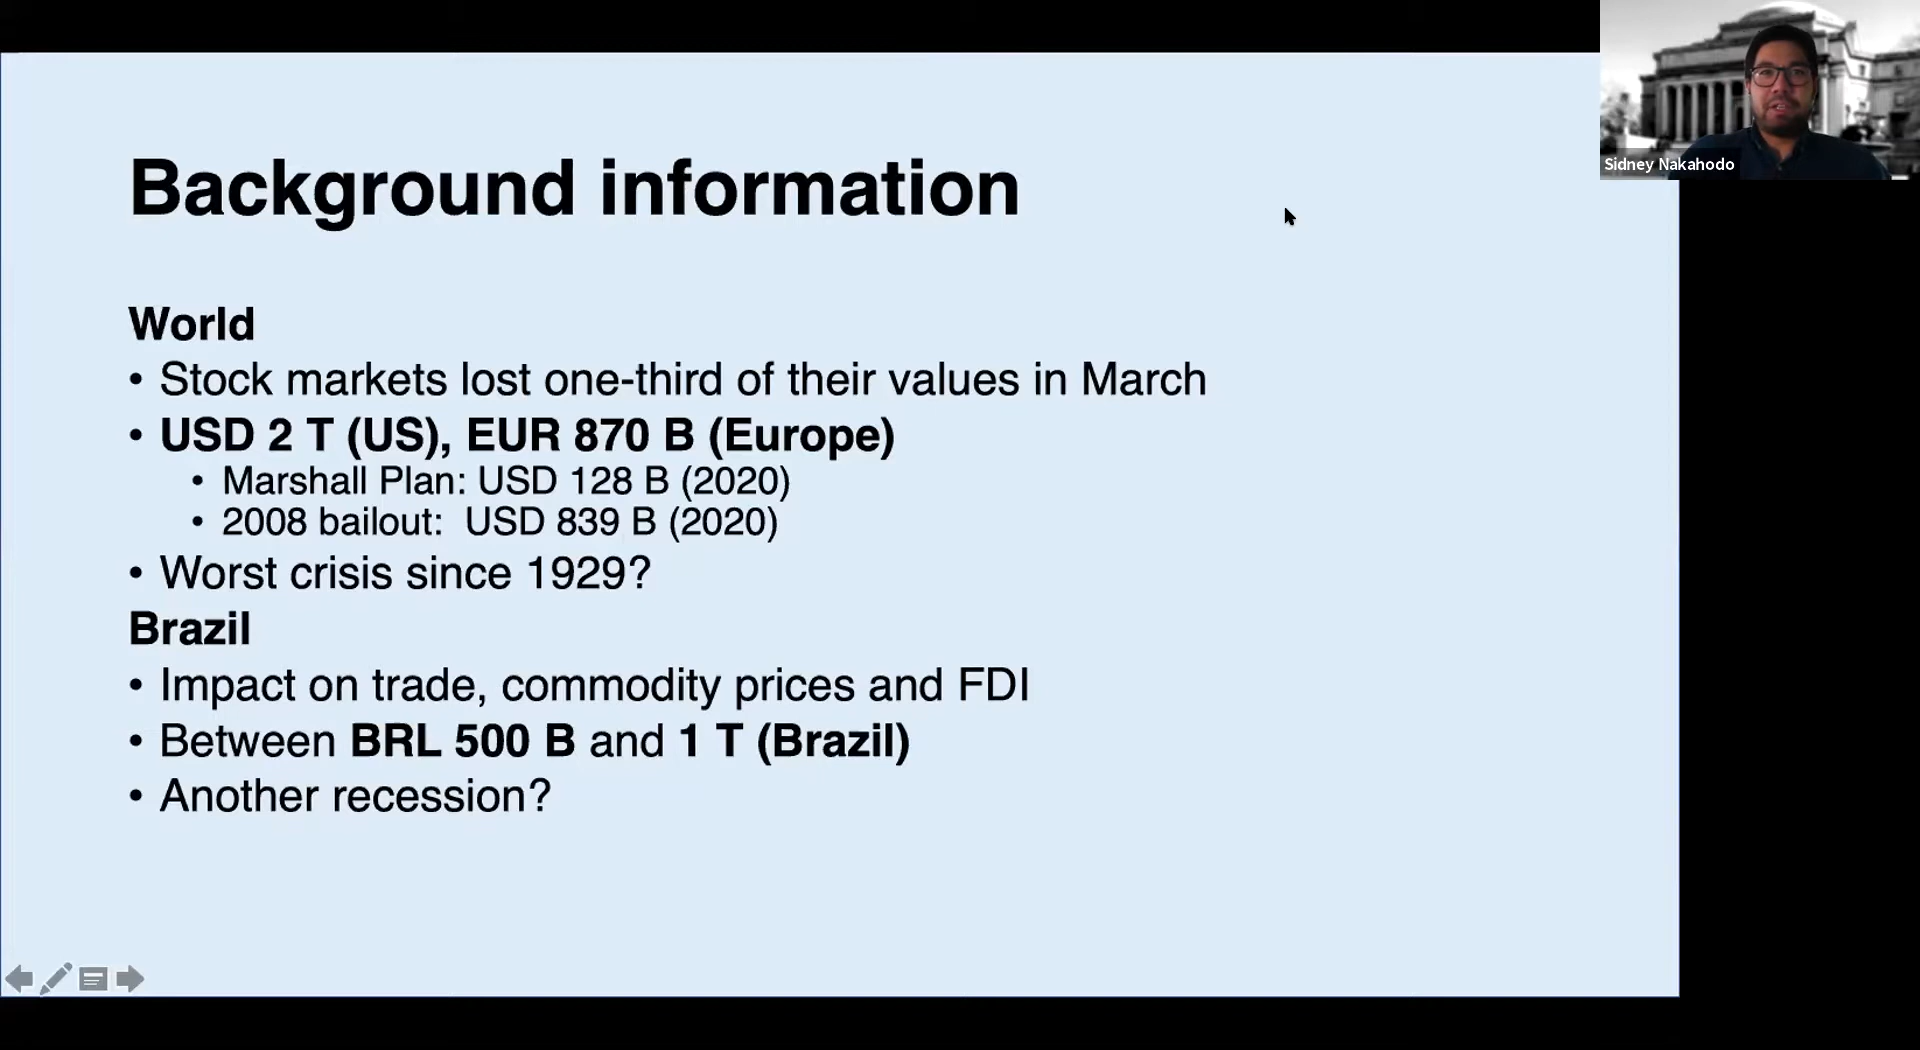 Sidney Nakahodo
Background information
World
• Stock markets lost one-third of their values in March
• USD 2 T (US), EUR 870 B (Europe)
• Marshall Plan: USD 128 B (2020)
• 2008 bailout: USD 839 B (2020)
• Worst crisis since 1929?
Brazil
• Impact on trade, commodity prices and FDI
• Between BRL 500 B and 1 T (Brazil)
• Another recession?